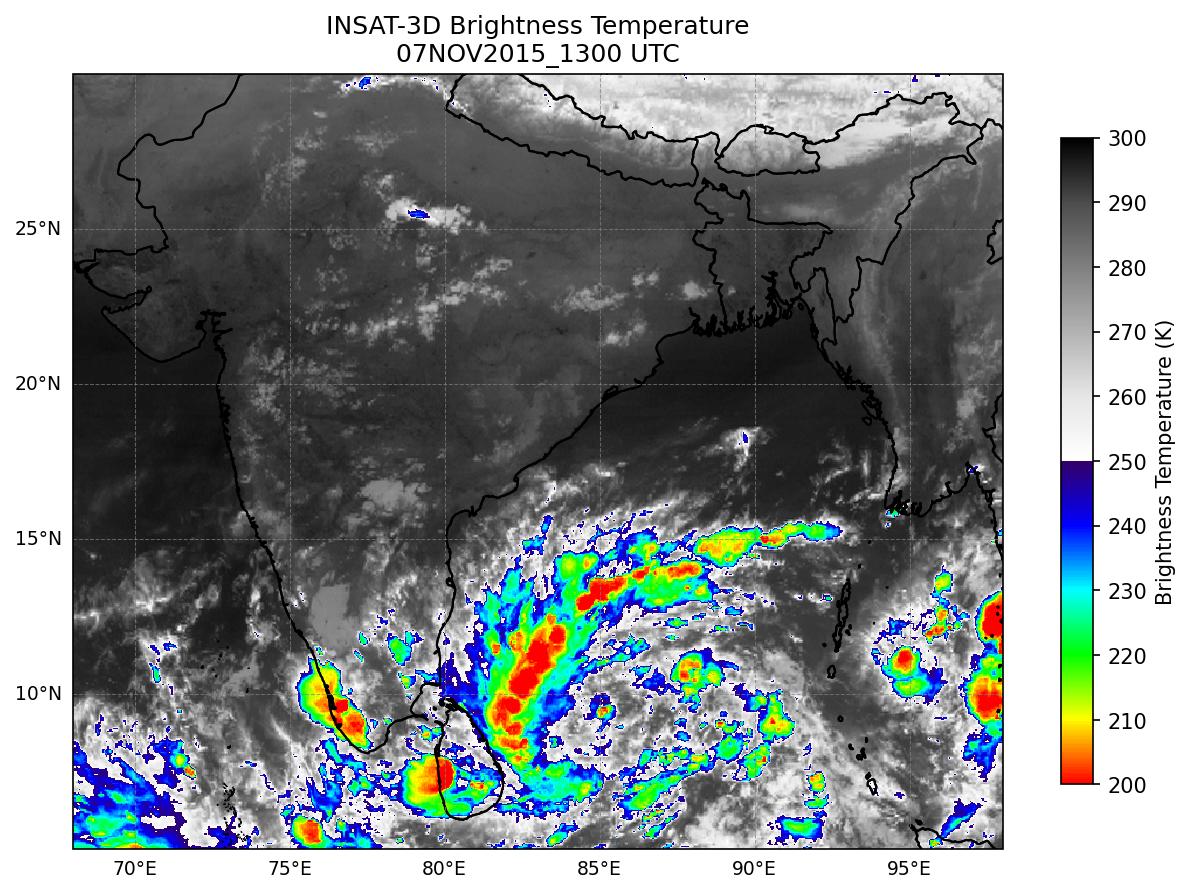 INSAT-3D Brightness Temperature
07NOV2015_1300 UTC
25°N
20°N
15°N
10°N
70°E
75°E
80°E
85°E
90°E
95°E
300
290
280
270
260
250
240
230
220
210
200
Brightness Temperature (K)